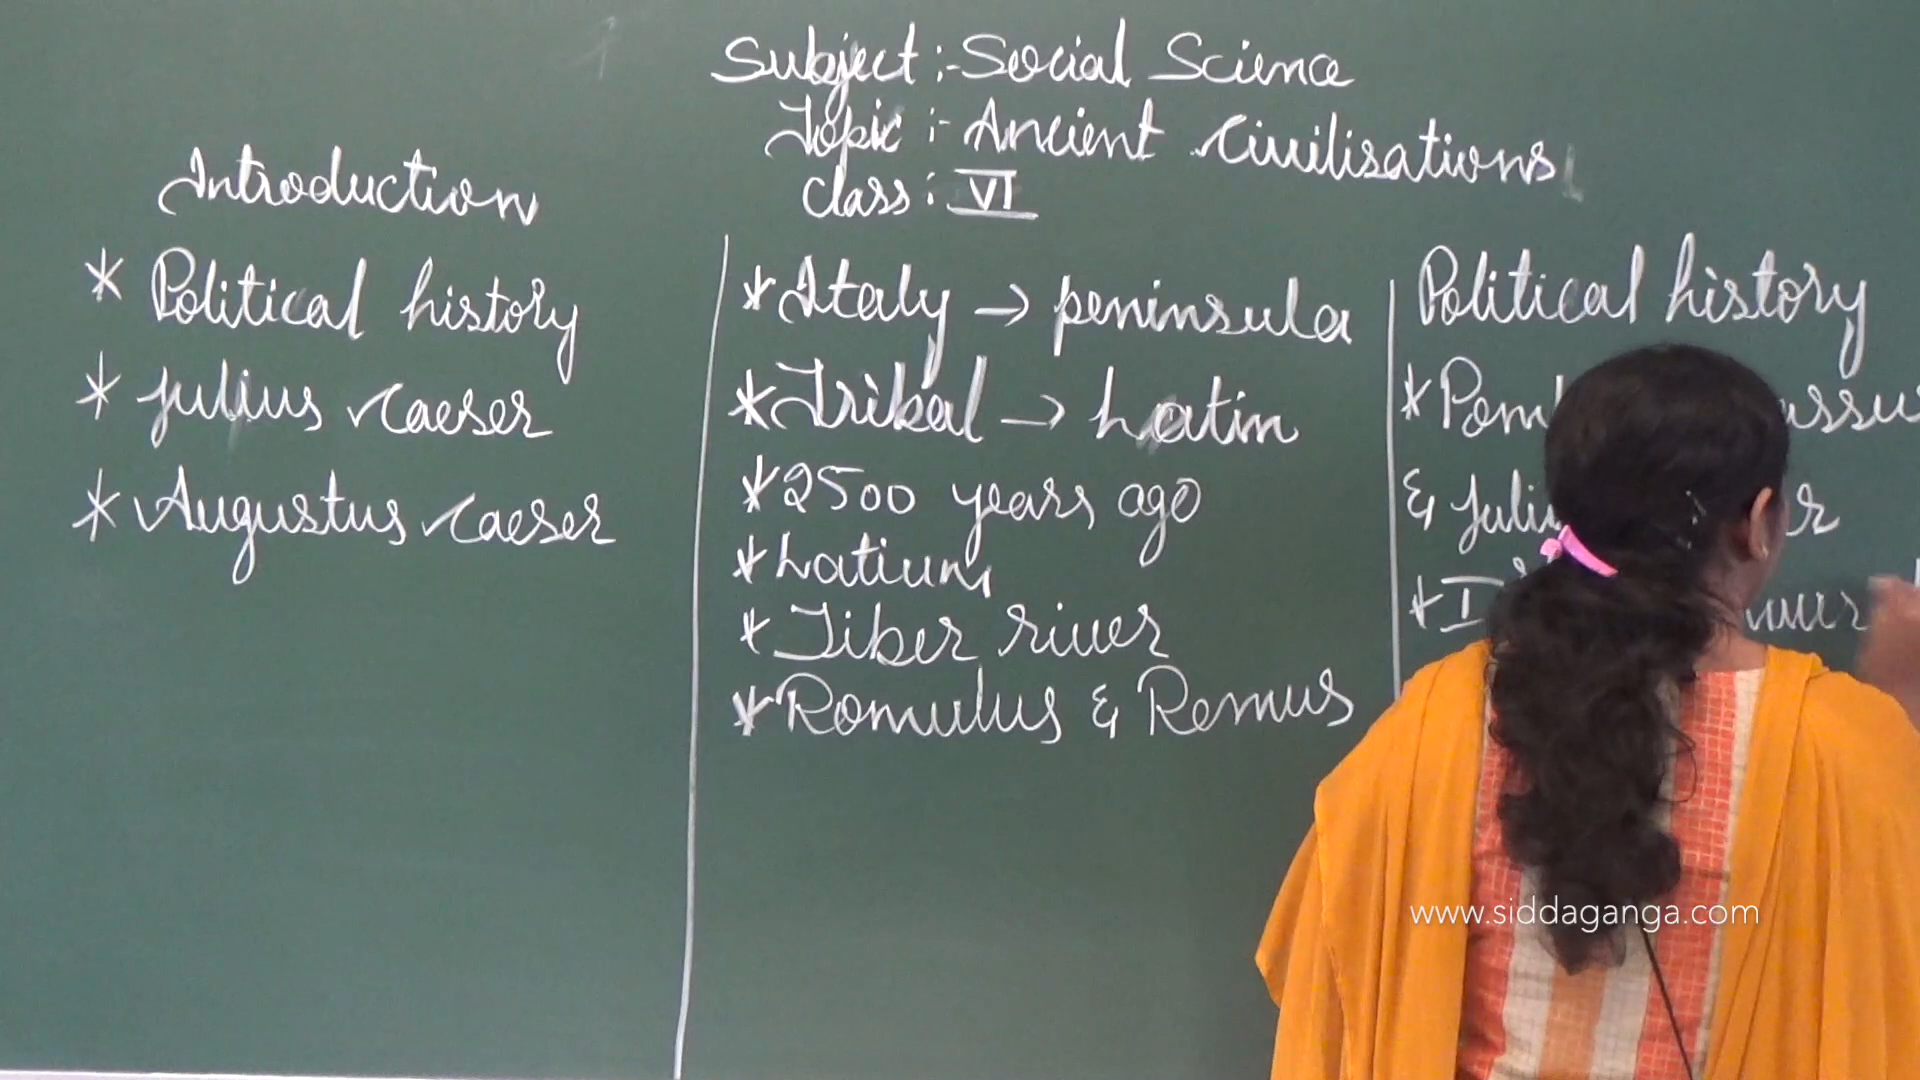 Subject :- Social Science
Topic :- Ancient Civilisations
Class : VI
Introduction
* Political history
* Julius Caeser
* Augustus Caeser
* Italy → peninsula
* Tribal → Latin
* 2500 years ago
* Latium
* Tiber river
* Romulus & Remus
Political history
*
&
*
www.siddaganga.com